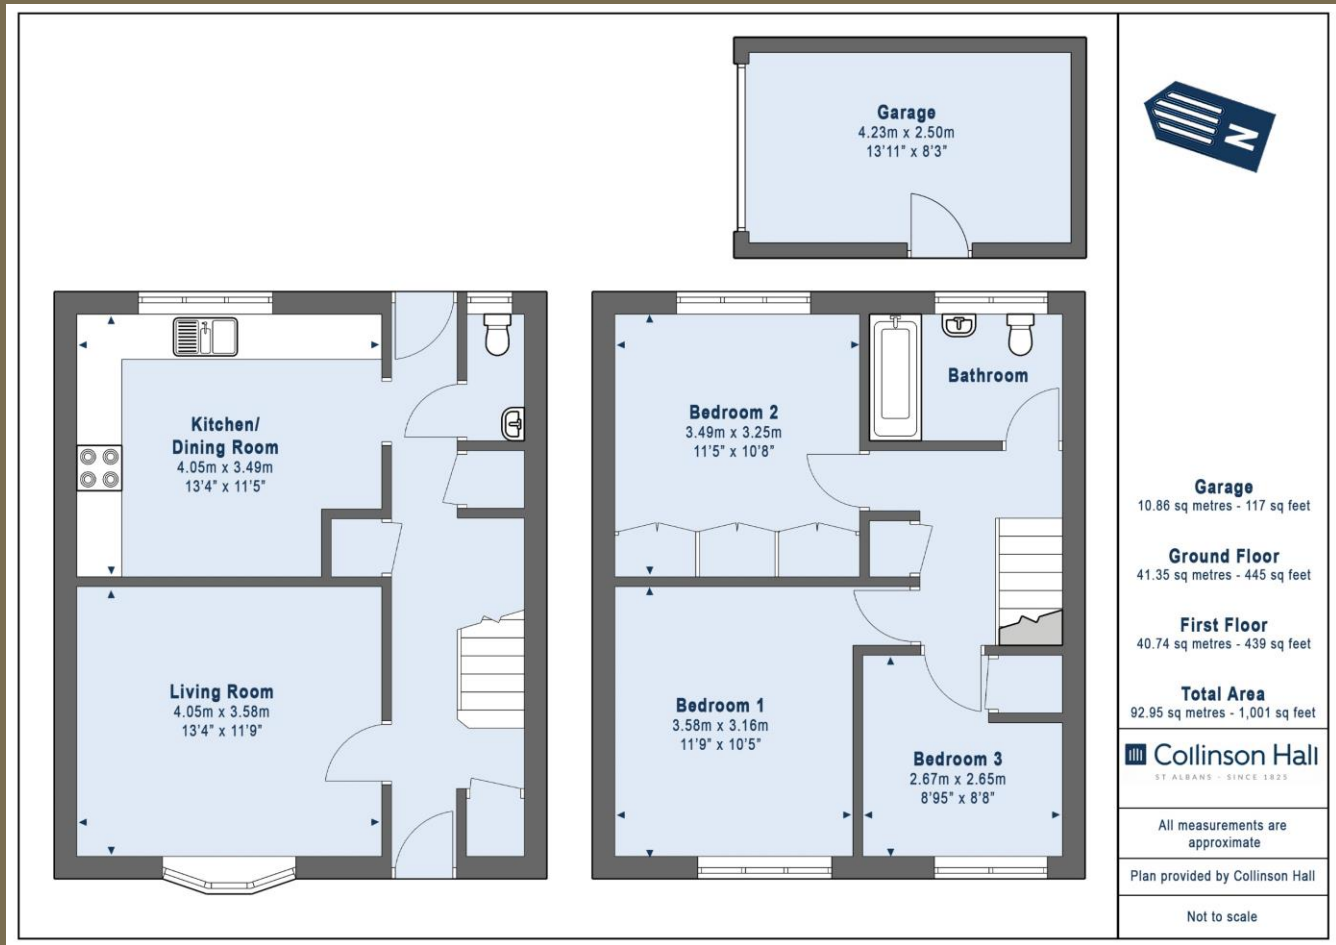 Garage
4.23m x 2.50m
13'11" x 8'3"
N
Kitchen/
Dining Room
4.05m x 3.49m
13'4" x 11'5"
Bedroom 2
3.49m x 3.25m
11'5" x 10'8"
Bathroom
Living Room
4.05m x 3.58m
13'4" x 11'9"
Bedroom 1
3.58m x 3.16m
11'9" x 10'5"
Bedroom 3
2.67m x 2.65m
8'95" x 8'8"
Garage
10.86 sq metres - 117 sq feet
Ground Floor
41.35 sq metres - 445 sq feet
First Floor
40.74 sq metres - 439 sq feet
Total Area
92.95 sq metres - 1,001 sq feet
Collinson Hall
ST ALBANS - SINCE 1825
All measurements are
approximate
Plan provided by Collinson Hall
Not to scale